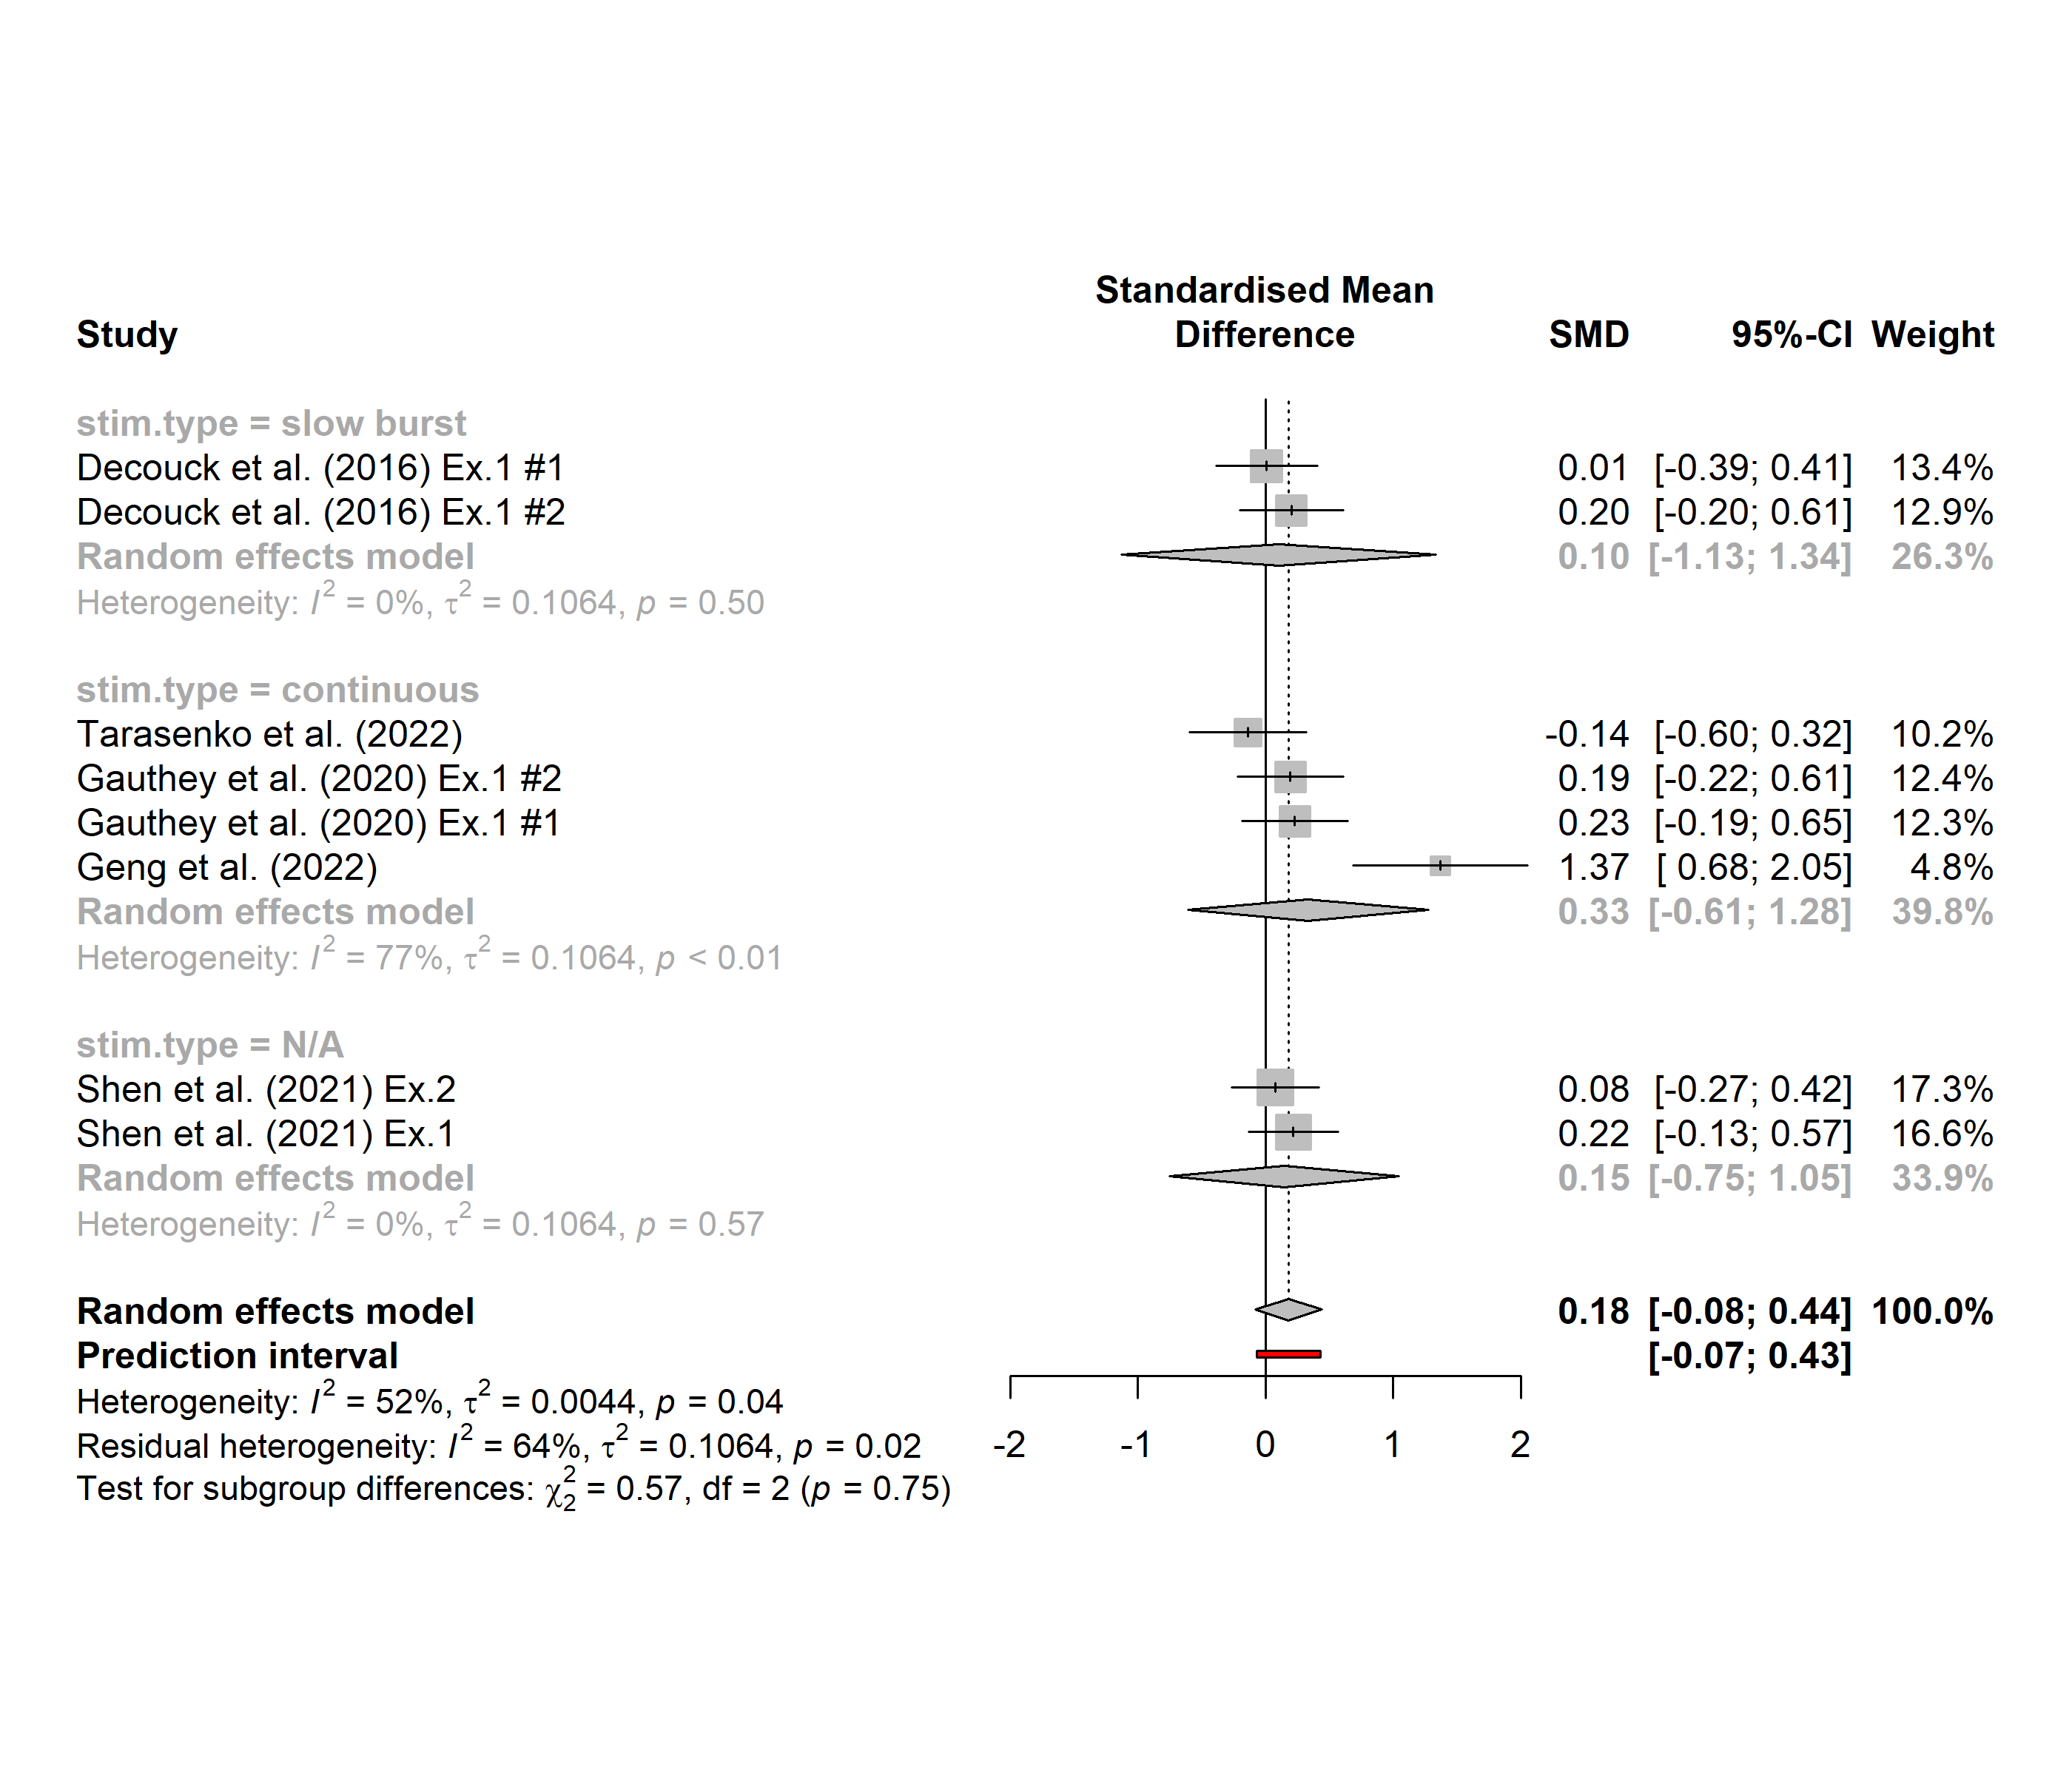 Standardised Mean
Study Difference SMD 95%-CI Weight
stim.type = slow burst
Decouck et al. (2016) Ex.1 #1 0.01 [-0.39; 0.41] 13.4%
Decouck et al. (2016) Ex.1 #2 0.20 [-0.20; 0.61] 12.9%
Random effects model 0.10 [-1.13; 1.34] 26.3%
Heterogeneity: I² = 0%, τ² = 0.1064, p = 0.50
stim.type = continuous
Tarasenko et al. (2022) -0.14 [-0.60; 0.32] 10.2%
Gauthey et al. (2020) Ex.1 #2 0.19 [-0.22; 0.61] 12.4%
Gauthey et al. (2020) Ex.1 #1 0.23 [-0.19; 0.65] 12.3%
Geng et al. (2022) 1.37 [ 0.68; 2.05] 4.8%
Random effects model 0.33 [-0.61; 1.28] 39.8%
Heterogeneity: I² = 77%, τ² = 0.1064, p < 0.01
stim.type = N/A
Shen et al. (2021) Ex.2 0.08 [-0.27; 0.42] 17.3%
Shen et al. (2021) Ex.1 0.22 [-0.13; 0.57] 16.6%
Random effects model 0.15 [-0.75; 1.05] 33.9%
Heterogeneity: I² = 0%, τ² = 0.1064, p = 0.57
Random effects model 0.18 [-0.08; 0.44] 100.0%
Prediction interval [-0.07; 0.43]
Heterogeneity: I² = 52%, τ² = 0.0044, p = 0.04
Residual heterogeneity: I² = 64%, τ² = 0.1064, p = 0.02 -2 -1 0 1 2
Test for subgroup differences: χ²₂ = 0.57, df = 2 (p = 0.75)